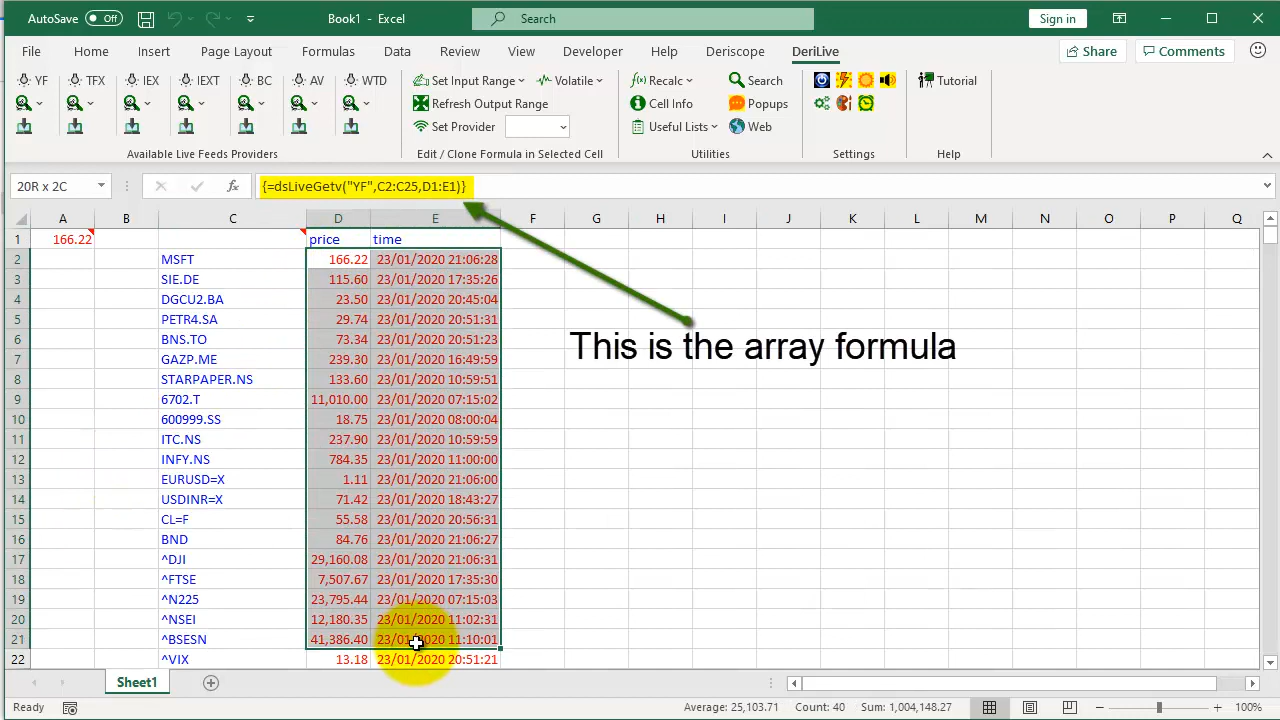 AutoSave Off Book1 - Excel Search Sign in
File Home Insert Page Layout Formulas Data Review View Developer Help Deriscope DeriLive Share Comments
YF TFX IEX IEXT BC AV WTD Set Input Range Volatile Recalc Search Tutorial
Refresh Output Range Cell Info Popups
Set Provider Useful Lists Web
Available Live Feeds Providers Edit / Clone Formula in Selected Cell Utilities Settings Help
20R x 2C fx {=dsLiveGetv("YF",C2:C25,D1:E1)}
A B C D E F G H I J K L M N O P Q
1 166.22 price time
2 MSFT 166.22 23/01/2020 21:06:28
3 SIE.DE 115.60 23/01/2020 17:35:26
4 DGCU2.BA 23.50 23/01/2020 20:45:04
5 PETR4.SA 29.74 23/01/2020 20:51:31
6 BNS.TO 73.34 23/01/2020 20:51:23
This is the array formula
7 GAZP.ME 239.30 23/01/2020 16:49:59
8 STARPAPER.NS 133.60 23/01/2020 10:59:51
9 6702.T 11,010.00 23/01/2020 07:15:02
10 600999.SS 18.75 23/01/2020 08:00:04
11 ITC.NS 237.90 23/01/2020 10:59:59
12 INFY.NS 784.35 23/01/2020 11:00:00
13 EURUSD=X 1.11 23/01/2020 21:06:00
14 USDINR=X 71.42 23/01/2020 18:43:27
15 CL=F 55.58 23/01/2020 20:56:31
16 BND 84.76 23/01/2020 21:06:27
17 ^DJI 29,160.08 23/01/2020 21:06:31
18 ^FTSE 7,507.67 23/01/2020 17:35:30
19 ^N225 23,795.44 23/01/2020 07:15:03
20 ^NSEI 12,180.35 23/01/2020 11:02:31
21 ^BSESN 41,386.40 23/01/2020 11:10:01
22 ^VIX 13.18 23/01/2020 20:51:21
Sheet1
Ready Average: 25,103.71 Count: 40 Sum: 1,004,148.27 100%